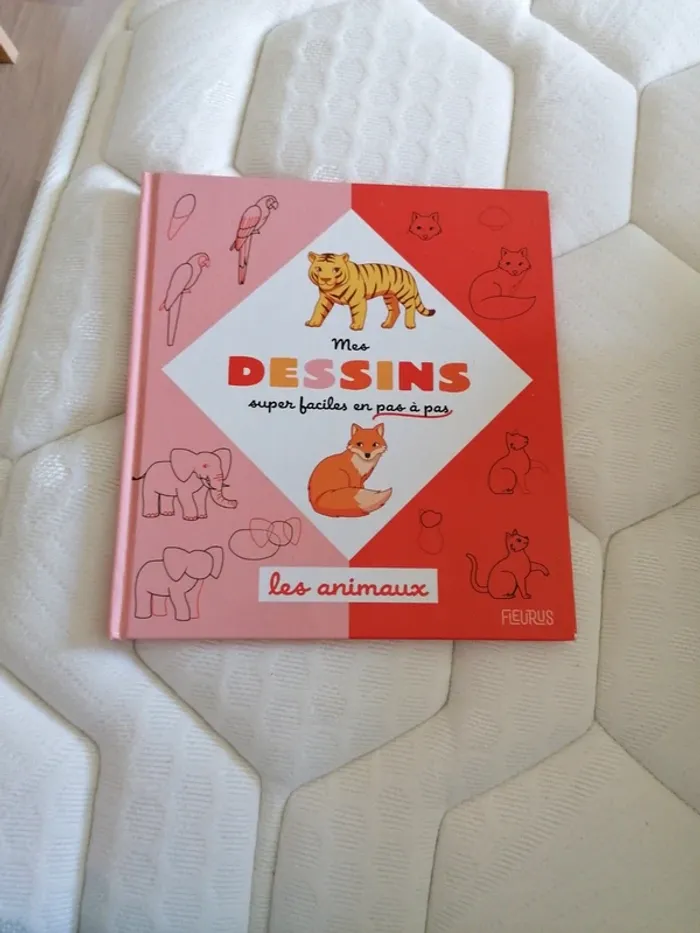 Mes
DESSINS
super faciles en pas à pas
les animaux
FLEURUS